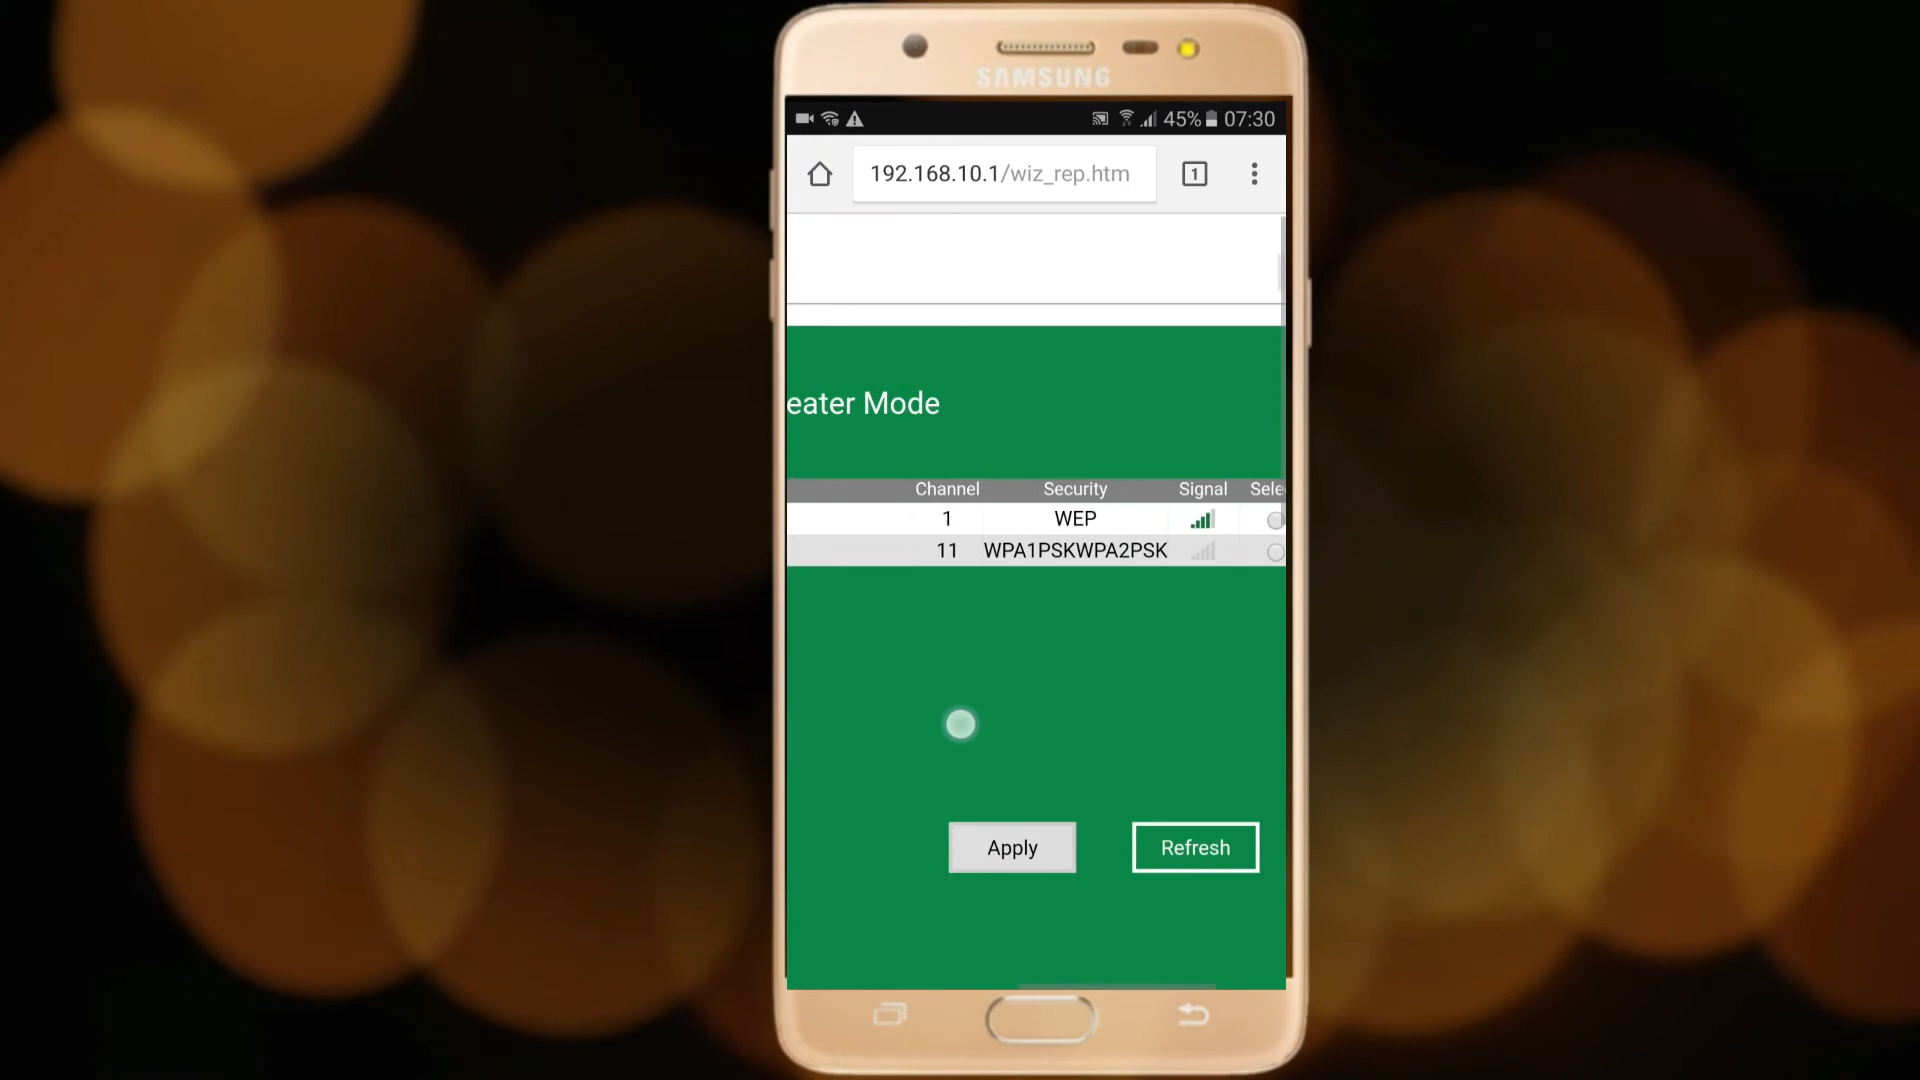 SAMSUNG
45% 07:30
192.168.10.1/wiz_rep.htm 1
eater Mode
Channel Security Signal Sele
1 WEP
11 WPA1PSKWPA2PSK
Apply Refresh